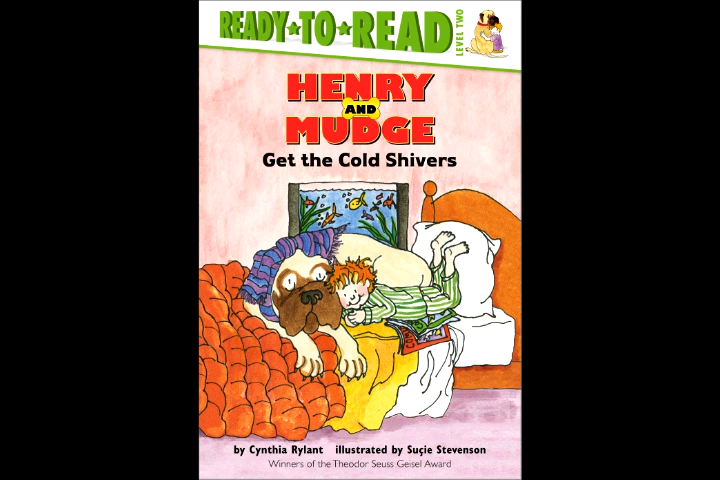 READY★TO★READ
LEVEL TWO
HENRY
AND
MUDGE
Get the Cold Shivers
by Cynthia Rylant illustrated by Suçie Stevenson
Winners of the Theodor Seuss Geisel Award